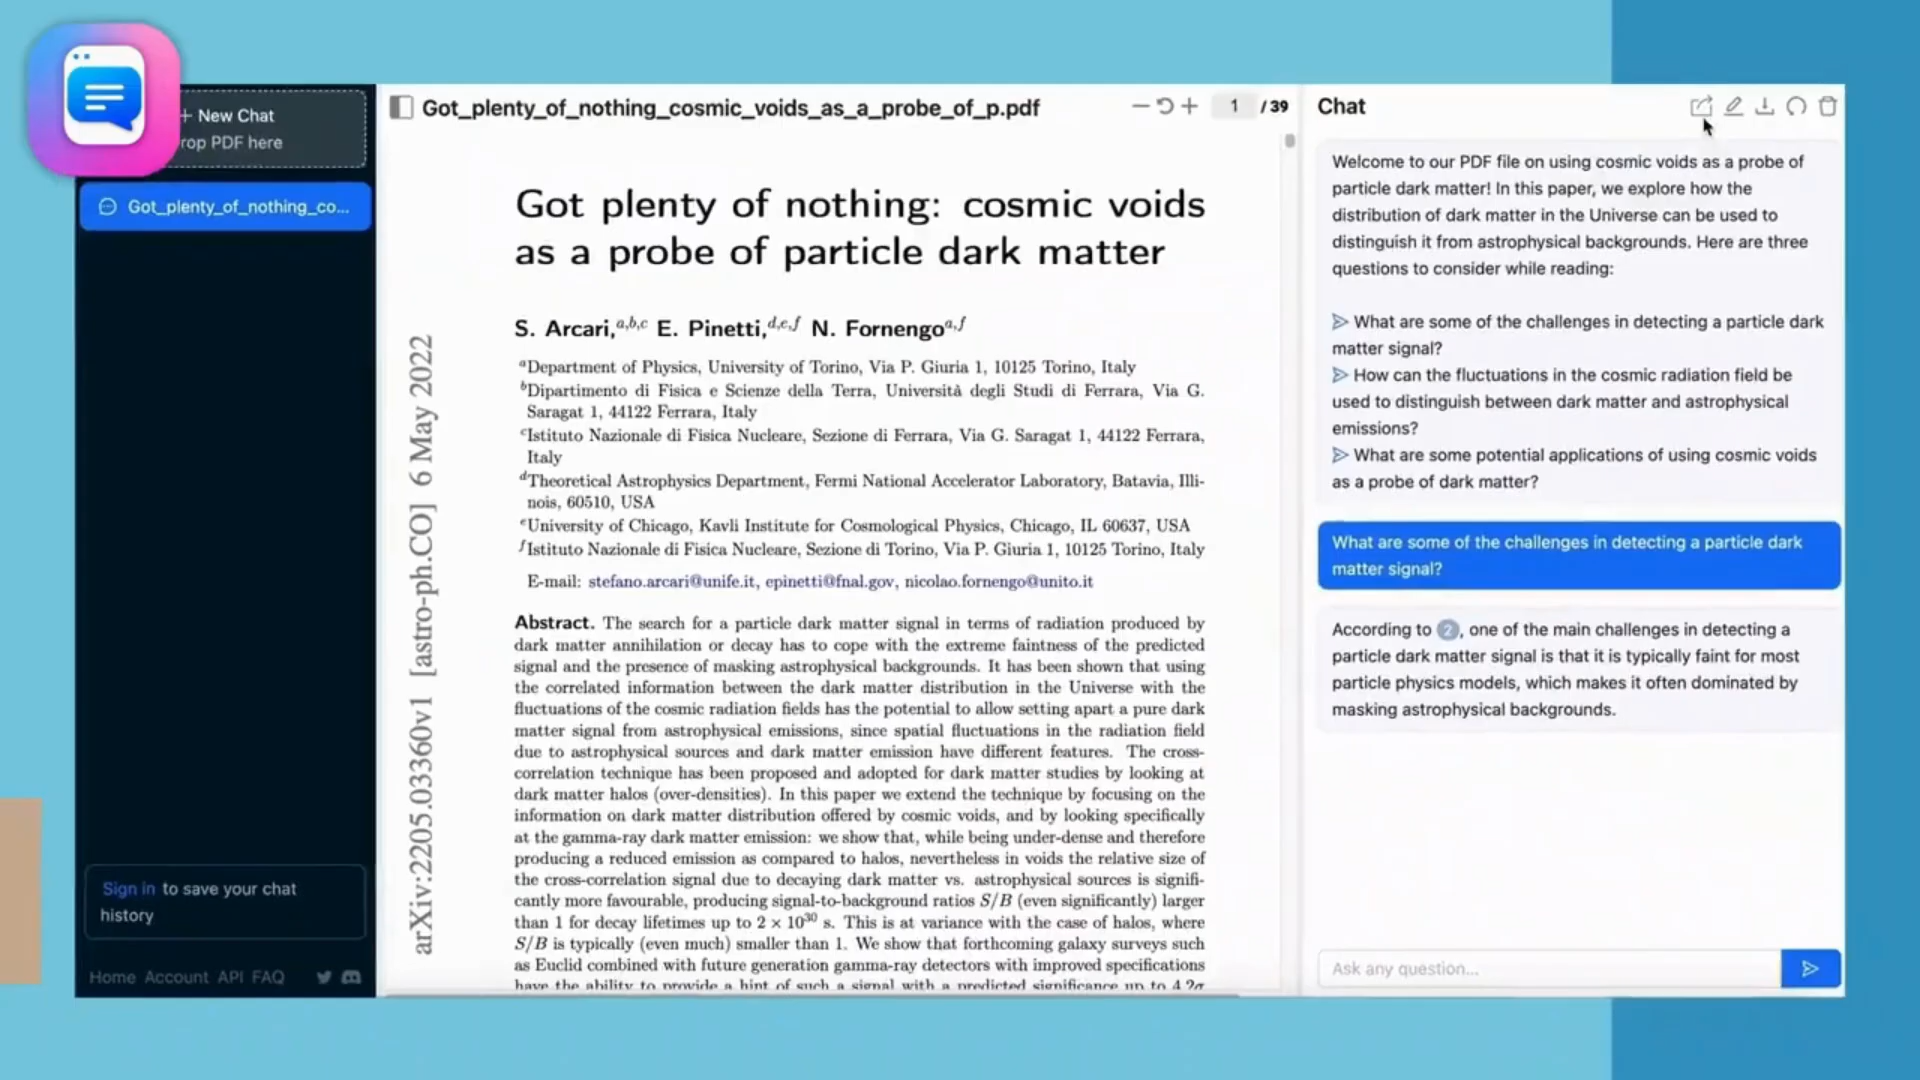 + New Chat
rop PDF here
Got_plenty_of_nothing_co...
Sign in to save your chat
history
Home Account API FAQ
Got_plenty_of_nothing_cosmic_voids_as_a_probe_of_p.pdf
1 / 39
arXiv:2205.03360v1 [astro-ph.CO] 6 May 2022
Got plenty of nothing: cosmic voids
as a probe of particle dark matter
S. Arcari,a,b,c E. Pinetti,d,e,f N. Fornengoa,f
aDepartment of Physics, University of Torino, Via P. Giuria 1, 10125 Torino, Italy
bDipartimento di Fisica e Scienze della Terra, Università degli Studi di Ferrara, Via G.
Saragat 1, 44122 Ferrara, Italy
cIstituto Nazionale di Fisica Nucleare, Sezione di Ferrara, Via G. Saragat 1, 44122 Ferrara,
Italy
dTheoretical Astrophysics Department, Fermi National Accelerator Laboratory, Batavia, Illi-
nois, 60510, USA
eUniversity of Chicago, Kavli Institute for Cosmological Physics, Chicago, IL 60637, USA
fIstituto Nazionale di Fisica Nucleare, Sezione di Torino, Via P. Giuria 1, 10125 Torino, Italy
E-mail: stefano.arcari@unife.it, epinetti@fnal.gov, nicolao.fornengo@unito.it
Abstract. The search for a particle dark matter signal in terms of radiation produced by
dark matter annihilation or decay has to cope with the extreme faintness of the predicted
signal and the presence of masking astrophysical backgrounds. It has been shown that using
the correlated information between the dark matter distribution in the Universe with the
fluctuations of the cosmic radiation fields has the potential to allow setting apart a pure dark
matter signal from astrophysical emissions, since spatial fluctuations in the radiation field
due to astrophysical sources and dark matter emission have different features. The cross-
correlation technique has been proposed and adopted for dark matter studies by looking at
dark matter halos (over-densities). In this paper we extend the technique by focusing on the
information on dark matter distribution offered by cosmic voids, and by looking specifically
at the gamma-ray dark matter emission: we show that, while being under-dense and therefore
producing a reduced emission as compared to halos, nevertheless in voids the relative size of
the cross-correlation signal due to decaying dark matter vs. astrophysical sources is signifi-
cantly more favourable, producing signal-to-background ratios S/B (even significantly) larger
than 1 for decay lifetimes up to 2 × 10³⁰ s. This is at variance with the case of halos, where
S/B is typically (even much) smaller than 1. We show that forthcoming galaxy surveys such
as Euclid combined with future generation gamma-ray detectors with improved specifications
have the ability to provide a hint of such a signal with a predicted significance up to 4.2σ
Chat
Welcome to our PDF file on using cosmic voids as a probe of
particle dark matter! In this paper, we explore how the
distribution of dark matter in the Universe can be used to
distinguish it from astrophysical backgrounds. Here are three
questions to consider while reading:
What are some of the challenges in detecting a particle dark
matter signal?
How can the fluctuations in the cosmic radiation field be
used to distinguish between dark matter and astrophysical
emissions?
What are some potential applications of using cosmic voids
as a probe of dark matter?
What are some of the challenges in detecting a particle dark
matter signal?
According to 2, one of the main challenges in detecting a
particle dark matter signal is that it is typically faint for most
particle physics models, which makes it often dominated by
masking astrophysical backgrounds.
Ask any question...